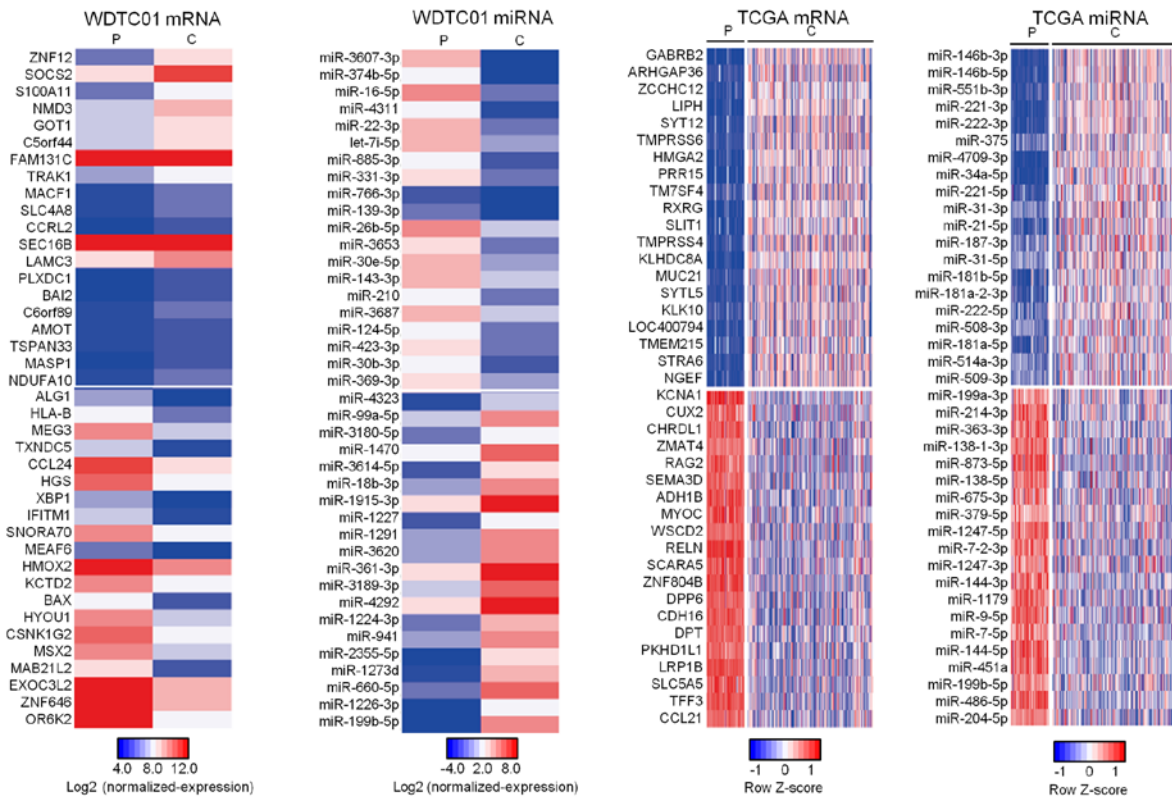 WDTC01 mRNA
P C
ZNF12
SOCS2
S100A11
NMD3
GOT1
C5orf44
FAM131C
TRAK1
MACF1
SLC4A8
CCRL2
SEC16B
LAMC3
PLXDC1
BAI2
C6orf89
AMOT
TSPAN33
MASP1
NDUFA10
ALG1
HLA-B
MEG3
TXNDC5
CCL24
HGS
XBP1
IFITM1
SNORA70
MEAF6
HMOX2
KCTD2
BAX
HYOU1
CSNK1G2
MSX2
MAB21L2
EXOC3L2
ZNF646
OR6K2
4.0 8.0 12.0
Log2 (normalized-expression)
WDTC01 miRNA
P C
miR-3607-3p
miR-374b-5p
miR-16-5p
miR-4311
miR-22-3p
let-7i-5p
miR-885-3p
miR-331-3p
miR-766-3p
miR-139-3p
miR-26b-5p
miR-3653
miR-30e-5p
miR-143-3p
miR-210
miR-3687
miR-124-5p
miR-423-3p
miR-30b-3p
miR-369-3p
miR-4323
miR-99a-5p
miR-3180-5p
miR-1470
miR-3614-5p
miR-18b-3p
miR-1915-3p
miR-1227
miR-1291
miR-3620
miR-361-3p
miR-3189-3p
miR-4292
miR-1224-3p
miR-941
miR-2355-5p
miR-1273d
miR-660-5p
miR-1226-3p
miR-199b-5p
-4.0 2.0 8.0
Log2 (normalized-expression)
TCGA mRNA
P C
GABRB2
ARHGAP36
ZCCHC12
LIPH
SYT12
TMPRSS6
HMGA2
PRR15
TM7SF4
RXRG
SLIT1
TMPRSS4
KLHDC8A
MUC21
SYTL5
KLK10
LOC400794
TMEM215
STRA6
NGEF
KCNA1
CUX2
CHRDL1
ZMAT4
RAG2
SEMA3D
ADH1B
MYOC
WSCD2
RELN
SCARA5
ZNF804B
DPP6
CDH16
DPT
PKHD1L1
LRP1B
SLC5A5
TFF3
CCL21
-1 0 1
Row Z-score
TCGA miRNA
P C
miR-146b-3p
miR-146b-5p
miR-551b-3p
miR-221-3p
miR-222-3p
miR-375
miR-4709-3p
miR-34a-5p
miR-221-5p
miR-31-3p
miR-21-5p
miR-187-3p
miR-31-5p
miR-181b-5p
miR-181a-2-3p
miR-222-5p
miR-508-3p
miR-181a-5p
miR-514a-3p
miR-509-3p
miR-199a-3p
miR-214-3p
miR-363-3p
miR-138-1-3p
miR-873-5p
miR-138-5p
miR-675-3p
miR-379-5p
miR-1247-5p
miR-7-2-3p
miR-1247-3p
miR-144-3p
miR-1179
miR-9-5p
miR-7-5p
miR-144-5p
miR-451a
miR-199b-5p
miR-486-5p
miR-204-5p
-1 0 1
Row Z-score